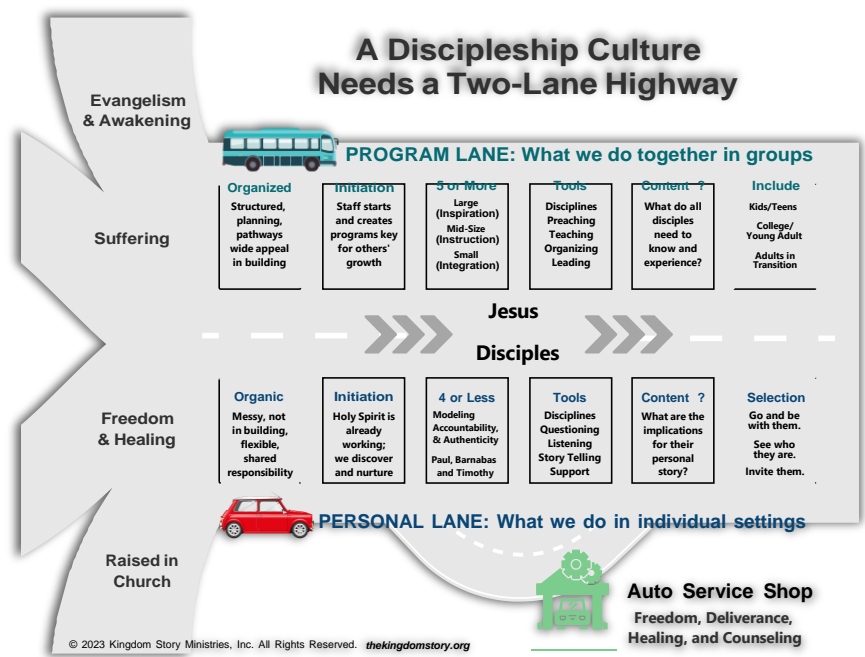 A Discipleship Culture
Needs a Two-Lane Highway
Evangelism
& Awakening
Suffering
Freedom
& Healing
Raised in
Church
PROGRAM LANE: What we do together in groups
Organized
Structured,
planning,
pathways
wide appeal
in building
Initiation
Staff starts
and creates
programs key
for others'
growth
5 or More
Large
(Inspiration)
Mid-Size
(Instruction)
Small
(Integration)
Tools
Disciplines
Preaching
Teaching
Organizing
Leading
Content ?
What do all
disciples
need to
know and
experience?
Include
Kids/Teens
College/
Young Adult
Adults in
Transition
Jesus
Disciples
Organic
Messy, not
in building,
flexible,
shared
responsibility
Initiation
Holy Spirit is
already
working;
we discover
and nurture
4 or Less
Modeling
Accountability,
& Authenticity
Paul, Barnabas
and Timothy
Tools
Disciplines
Questioning
Listening
Story Telling
Support
Content ?
What are the
implications
for their
personal
story?
Selection
Go and be
with them.
See who
they are.
Invite them.
PERSONAL LANE: What we do in individual settings
Auto Service Shop
Freedom, Deliverance,
Healing, and Counseling
© 2023 Kingdom Story Ministries, Inc. All Rights Reserved. thekingdomstory.org